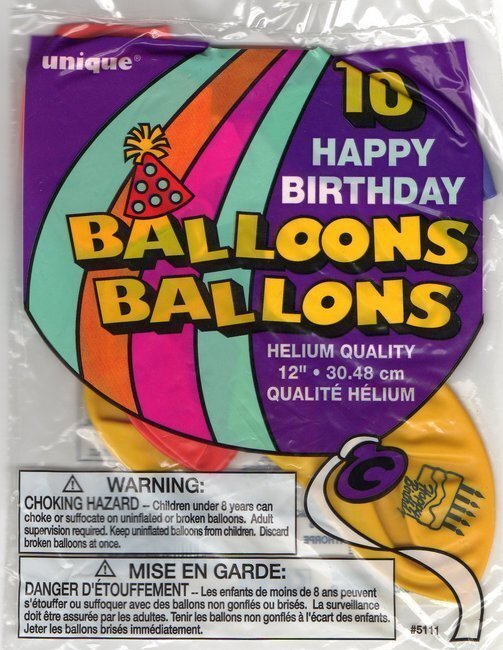 unique®
10
HAPPY
BIRTHDAY
BALLOONS
BALLONS
HELIUM QUALITY
12" • 30.48 cm
QUALITÉ HÉLIUM
⚠ WARNING:
CHOKING HAZARD -- Children under 8 years can
choke or suffocate on uninflated or broken balloons. Adult
supervision required. Keep uninflated balloons from children. Discard
broken balloons at once.
⚠ MISE EN GARDE:
DANGER D'ÉTOUFFEMENT -- Les enfants de moins de 8 ans peuvent
s'étouffer ou suffoquer avec des ballons non gonflés ou brisés. La surveillance
doit être assurée par les adultes. Tenir les ballons non gonflés à l'écart des enfants.
Jeter les ballons brisés immédiatement.
#5111